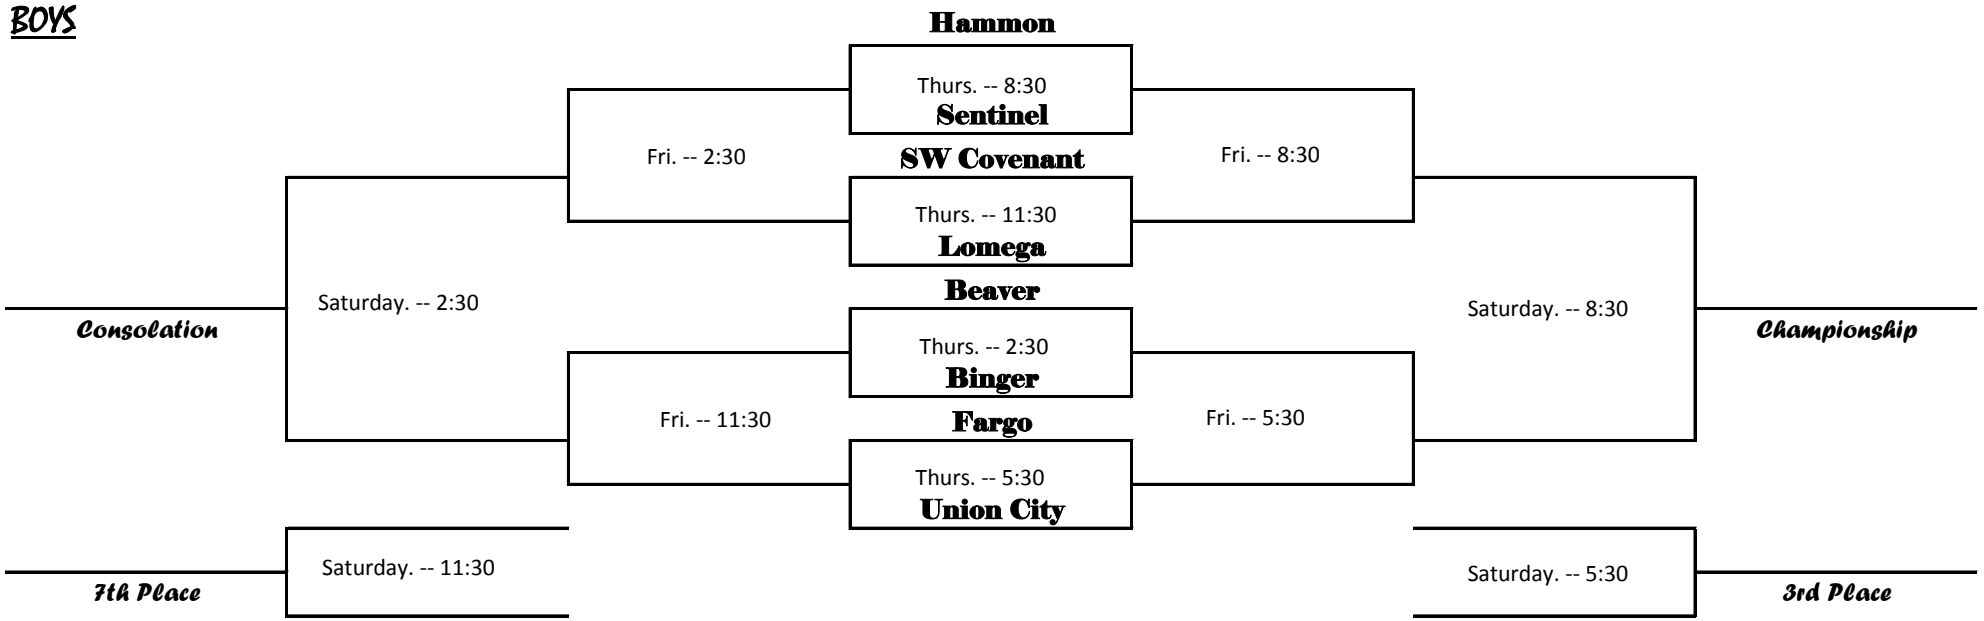 BOYS
Hammon
Thurs. -- 8:30
Sentinel
Fri. -- 2:30
SW Covenant
Fri. -- 8:30
Thurs. -- 11:30
Lomega
Beaver
Saturday. -- 2:30
Saturday. -- 8:30
Consolation
Championship
Thurs. -- 2:30
Binger
Fri. -- 11:30
Fargo
Fri. -- 5:30
Thurs. -- 5:30
Union City
Saturday. -- 11:30
Saturday. -- 5:30
7th Place
3rd Place